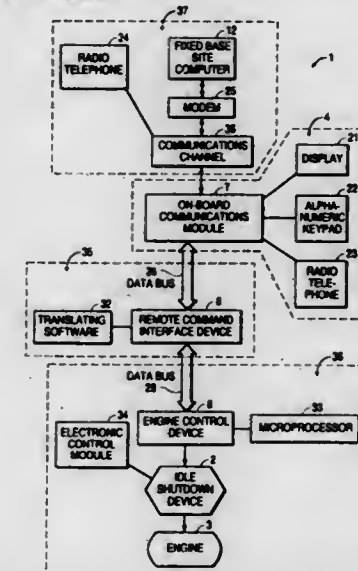 37
24
12
RADIO
TELEPHONE
FIXED BASE
SITE
COMPUTER
1
25
MODEM
4
36
COMMUNICATIONS
CHANNEL
21
DISPLAY
7
ON-BOARD
COMMUNICATIONS
MODULE
22
ALPHA-
NUMERIC
KEYPAD
23
RADIO
TELE-
PHONE
35
26
DATA BUS
32
TRANSLATING
SOFTWARE
6
REMOTE COMMAND
INTERFACE DEVICE
38
DATA BUS
29
34
ELECTRONIC
CONTROL
MODULE
ENGINE CONTROL
DEVICE
33
MICROPROCESSOR
2
IDLE
SHUTDOWN
DEVICE
3
ENGINE